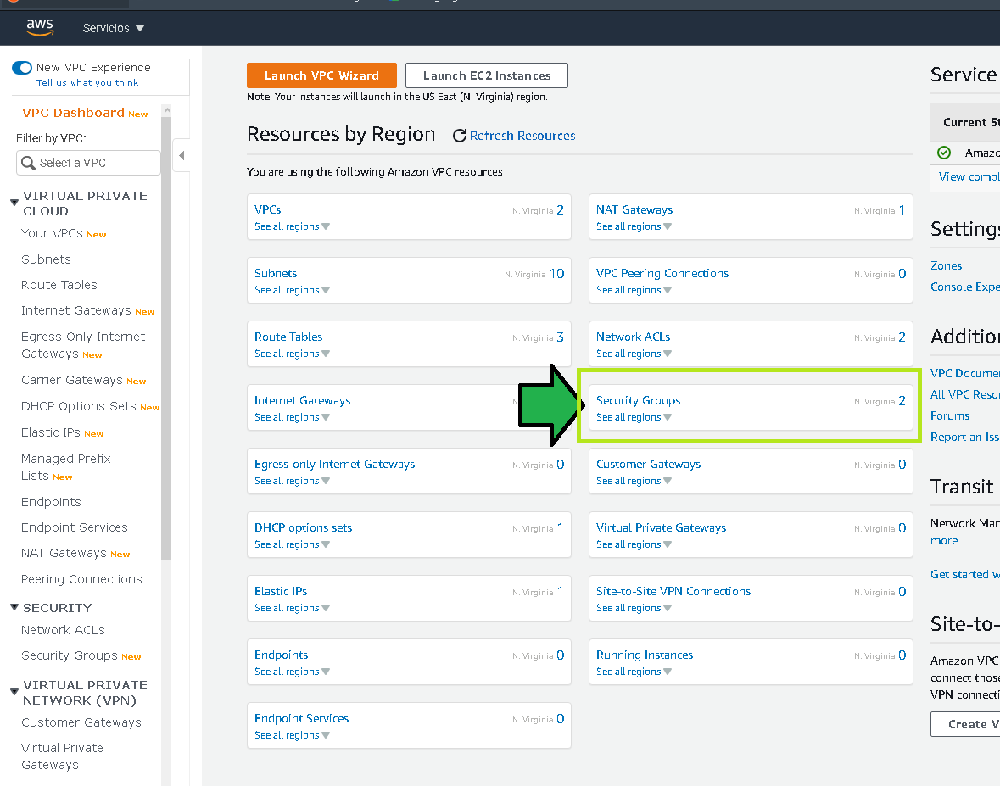 aws
Servicios
New VPC Experience
Tell us what you think
VPC Dashboard New
Filter by VPC:
Select a VPC
VIRTUAL PRIVATE
CLOUD
Your VPCs New
Subnets
Route Tables
Internet Gateways New
Egress Only Internet
Gateways New
Carrier Gateways New
DHCP Options Sets New
Elastic IPs New
Managed Prefix
Lists New
Endpoints
Endpoint Services
NAT Gateways New
Peering Connections
SECURITY
Network ACLs
Security Groups New
VIRTUAL PRIVATE
NETWORK (VPN)
Customer Gateways
Virtual Private
Gateways
Launch VPC Wizard
Launch EC2 Instances
Note: Your Instances will launch in the US East (N. Virginia) region.
Resources by Region
Refresh Resources
You are using the following Amazon VPC resources
VPCs N. Virginia 2
See all regions
NAT Gateways N. Virginia 1
See all regions
Subnets N. Virginia 10
See all regions
VPC Peering Connections N. Virginia 0
See all regions
Route Tables N. Virginia 3
See all regions
Network ACLs N. Virginia 2
See all regions
Internet Gateways
See all regions
Security Groups N. Virginia 2
See all regions
Egress-only Internet Gateways N. Virginia 0
See all regions
Customer Gateways N. Virginia 0
See all regions
DHCP options sets N. Virginia 1
See all regions
Virtual Private Gateways N. Virginia 0
See all regions
Elastic IPs N. Virginia 1
See all regions
Site-to-Site VPN Connections N. Virginia 0
See all regions
Endpoints N. Virginia 0
See all regions
Running Instances N. Virginia 0
See all regions
Endpoint Services N. Virginia 0
See all regions
Service
Current
View
Zones
Console
VPC
All VPC
Forums
Report an
Transit
Network
more
Get started
Site-to-
Amazon VPC
connect
VPN
Create